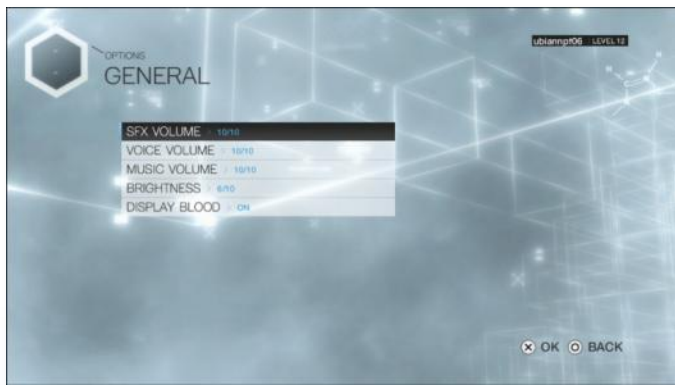 OPTIONS
GENERAL
ubiannpt06 LEVEL 12
SFX VOLUME 10/10
VOICE VOLUME 10/10
MUSIC VOLUME 10/10
BRIGHTNESS 6/10
DISPLAY BLOOD ON
OK BACK